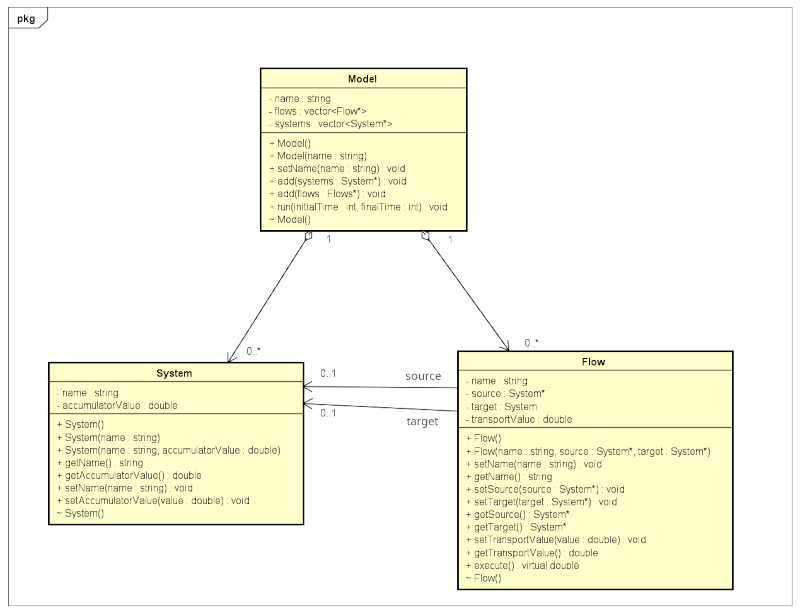 pkg
Model
- name : string
- flows : vector<Flow*>
- systems : vector<System*>
+ Model()
+ Model(name : string)
+ setName(name : string) : void
+ add(systems : System*) : void
+ add(flows : Flows*) : void
+ run(initialTime : int, finalTime : int) : void
~ Model()
1
1
0..*
0..*
System
- name : string
- accumulatorValue : double
+ System()
+ System(name : string)
+ System(name : string, accumulatorValue : double)
+ getName() : string
+ getAccumulatorValue() : double
+ setName(name : string) : void
+ setAccumulatorValue(value : double) : void
~ System()
0..1
source
0..1
target
Flow
- name : string
- source : System*
- target : System
- transportValue : double
+ Flow()
+ Flow(name : string, source : System*, target : System*)
+ setName(name : string) : void
+ getName() : string
+ setSource(source : System*) : void
+ setTarget(target : System*) : void
+ getSource() : System*
+ getTarget() : System*
+ setTransportValue(value : double) : void
+ getTransportValue() : double
+ execute() : virtual double
~ Flow()